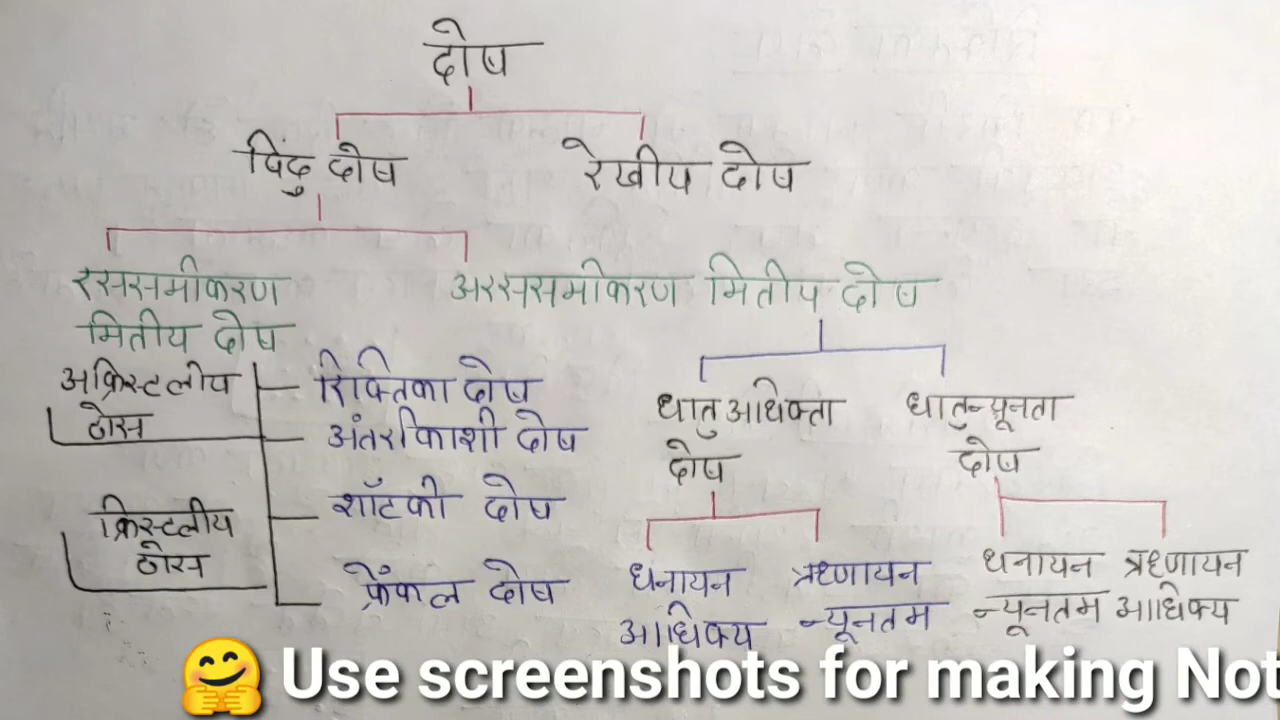 दोष
बिंदु दोष रेखीय दोष
रससमीकरण अरससमीकरण मितीय दोष
मितीय दोष
अक्रिस्टलीय ठोस
रिक्तिका दोष
अंतराकाशी दोष
क्रिस्टलीय ठोस
शॉटकी दोष
फ्रेंकल दोष
धातु आधिक्ता दोष
धातुन्यूनता दोष
धनायन आधिक्य
ऋणायन न्यूनतम
धनायन न्यूनतम
ऋणायन आधिक्य
🤗 Use screenshots for making Not